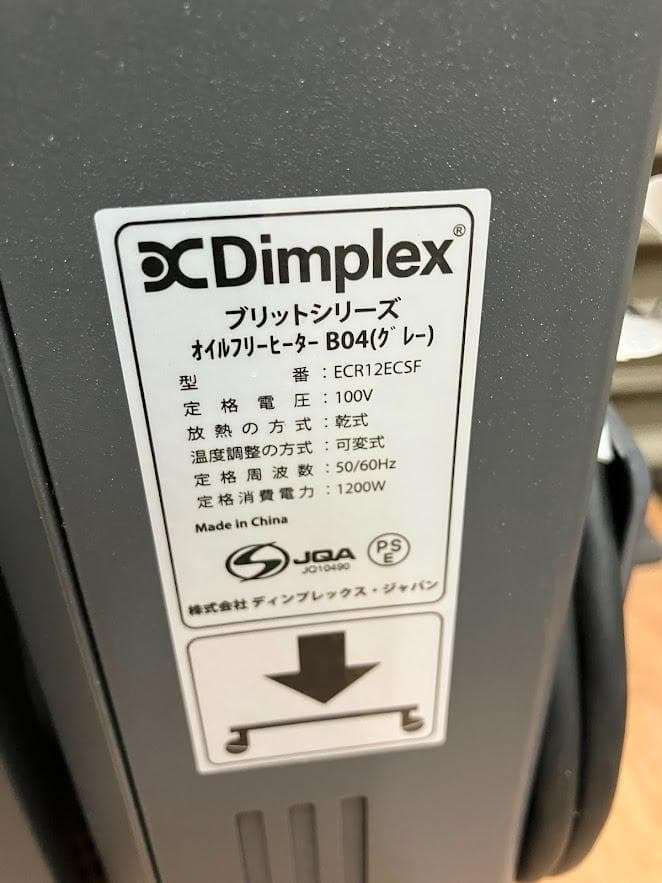 Dimplex®
ブリットシリーズ
オイルフリーヒーター B04(グレー)
型番：ECR12ECSF
定格電圧：100V
放熱の方式：乾式
温度調整の方式：可変式
定格周波数：50/60Hz
定格消費電力：1200W
Made in China
JQA
JQ10490
PS
E
株式会社 ディンプレックス・ジャパン